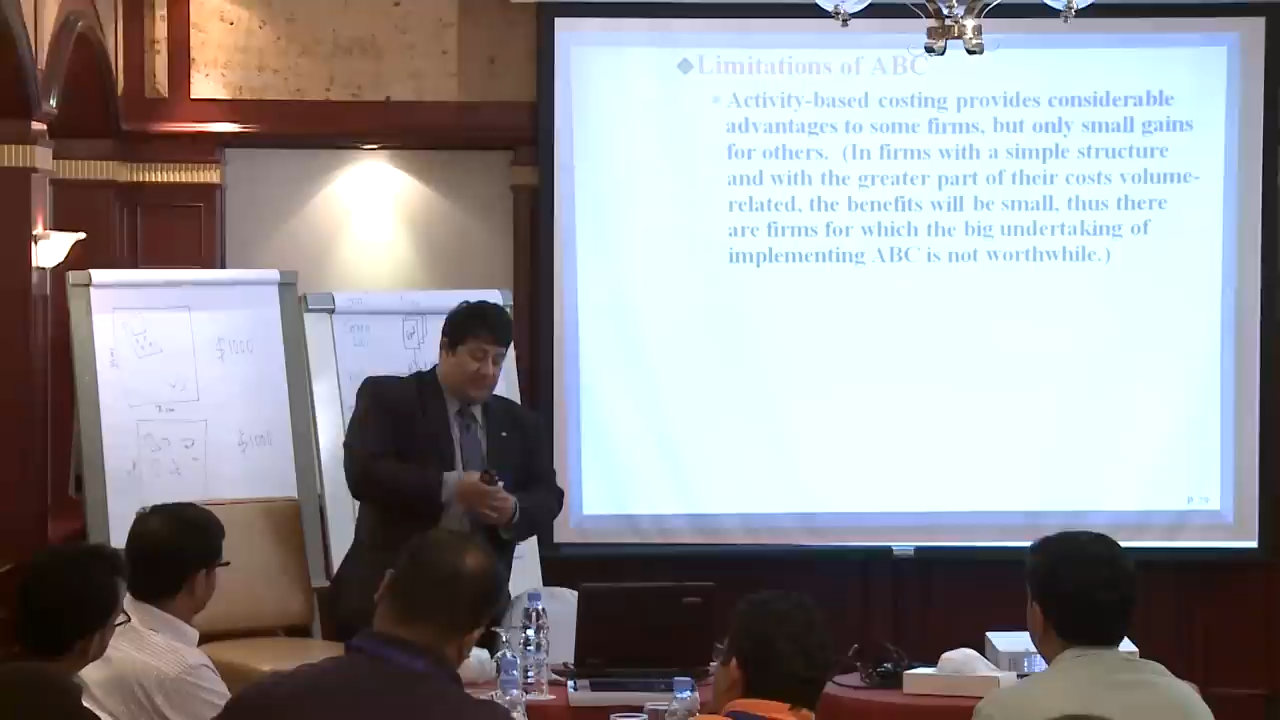 Limitations of ABC
Activity-based costing provides considerable
advantages to some firms, but only small gains
for others. (In firms with a simple structure
and with the greater part of their costs volume-
related, the benefits will be small, thus there
are firms for which the big undertaking of
implementing ABC is not worthwhile.)
$1200
$1000